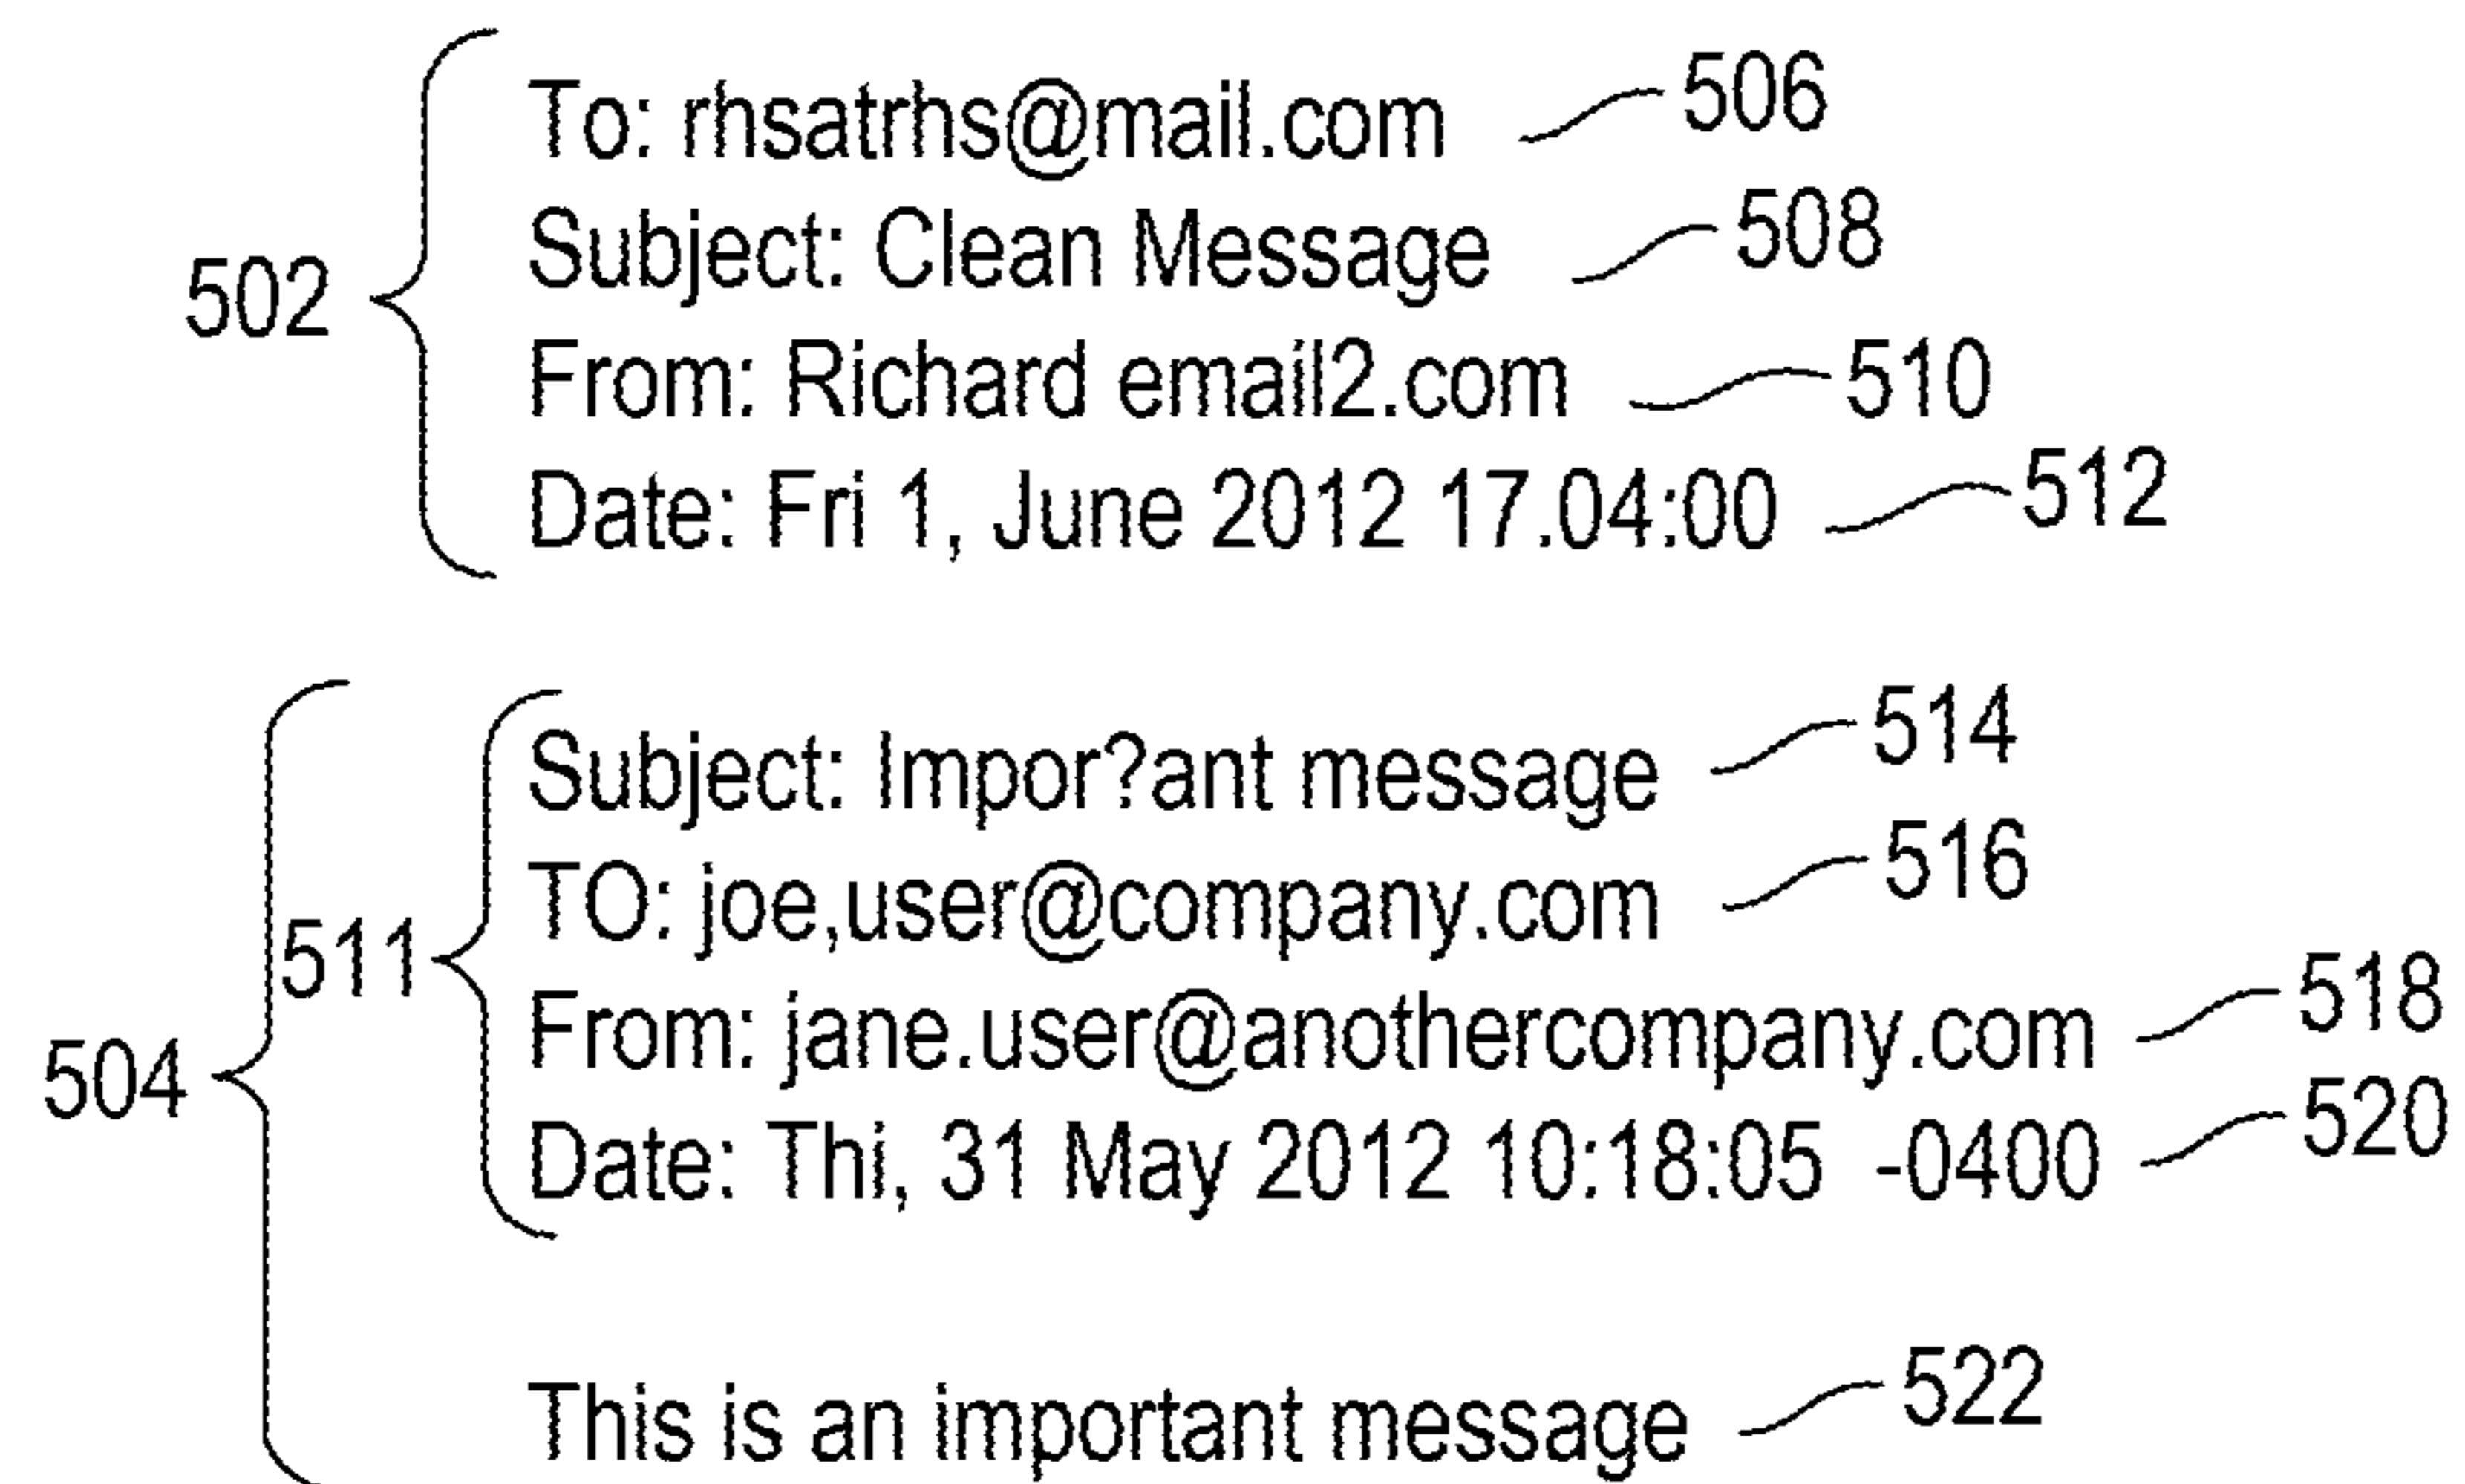 To: rhsatrhs@mail.com 506
Subject: Clean Message 508
502
From: Richard email2.com 510
Date: Fri 1, June 2012 17.04:00 512
Subject: Impor?ant message 514
TO: joe,user@company.com 516
511
From: jane.user@anothercompany.com 518
504
Date: Thi, 31 May 2012 10:18:05 -0400 520
This is an important message 522